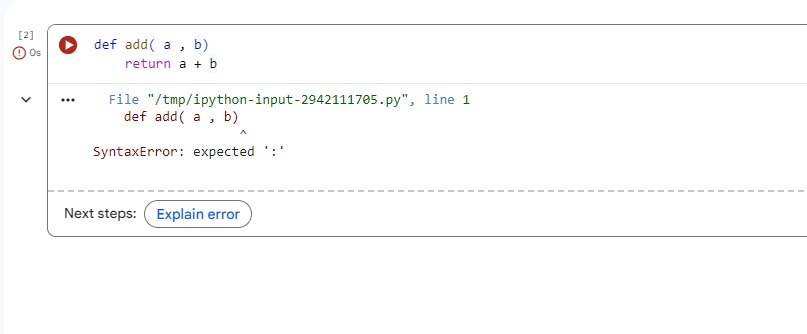 [2]
0s
def add( a , b)
    return a + b
File "/tmp/ipython-input-2942111705.py", line 1
    def add( a , b)
                   ^
SyntaxError: expected ':'
Next steps: Explain error